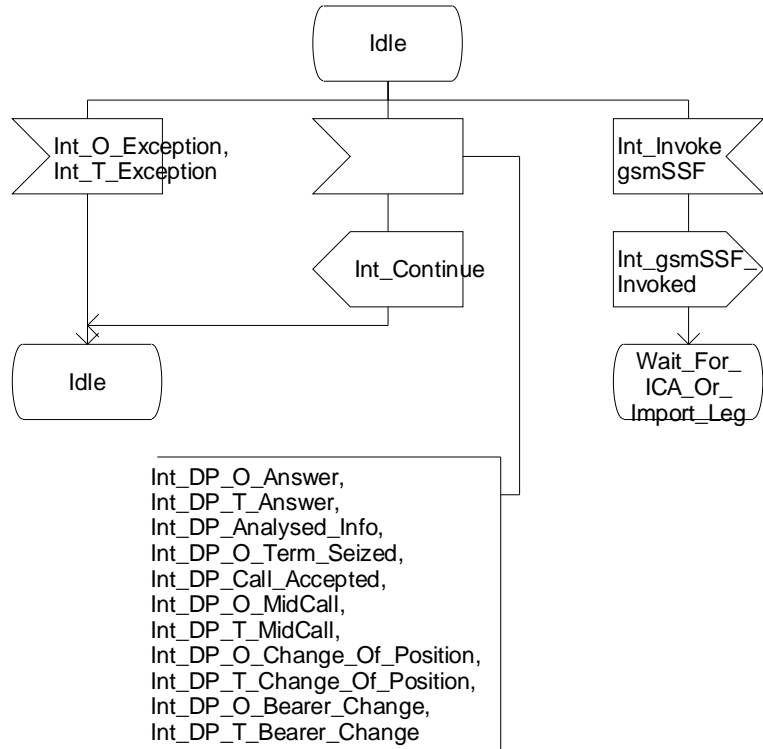 Idle
Int_O_Exception,
Int_T_Exception
Int_Invoke
gsmSSF
Int_Continue
Int_gsmSSF_
Invoked
Idle
Wait_For_
ICA_Or_
Import_Leg
Int_DP_O_Answer,
Int_DP_T_Answer,
Int_DP_Analysed_Info,
Int_DP_O_Term_Seized,
Int_DP_Call_Accepted,
Int_DP_O_MidCall,
Int_DP_T_MidCall,
Int_DP_O_Change_Of_Position,
Int_DP_T_Change_Of_Position,
Int_DP_O_Bearer_Change,
Int_DP_T_Bearer_Change